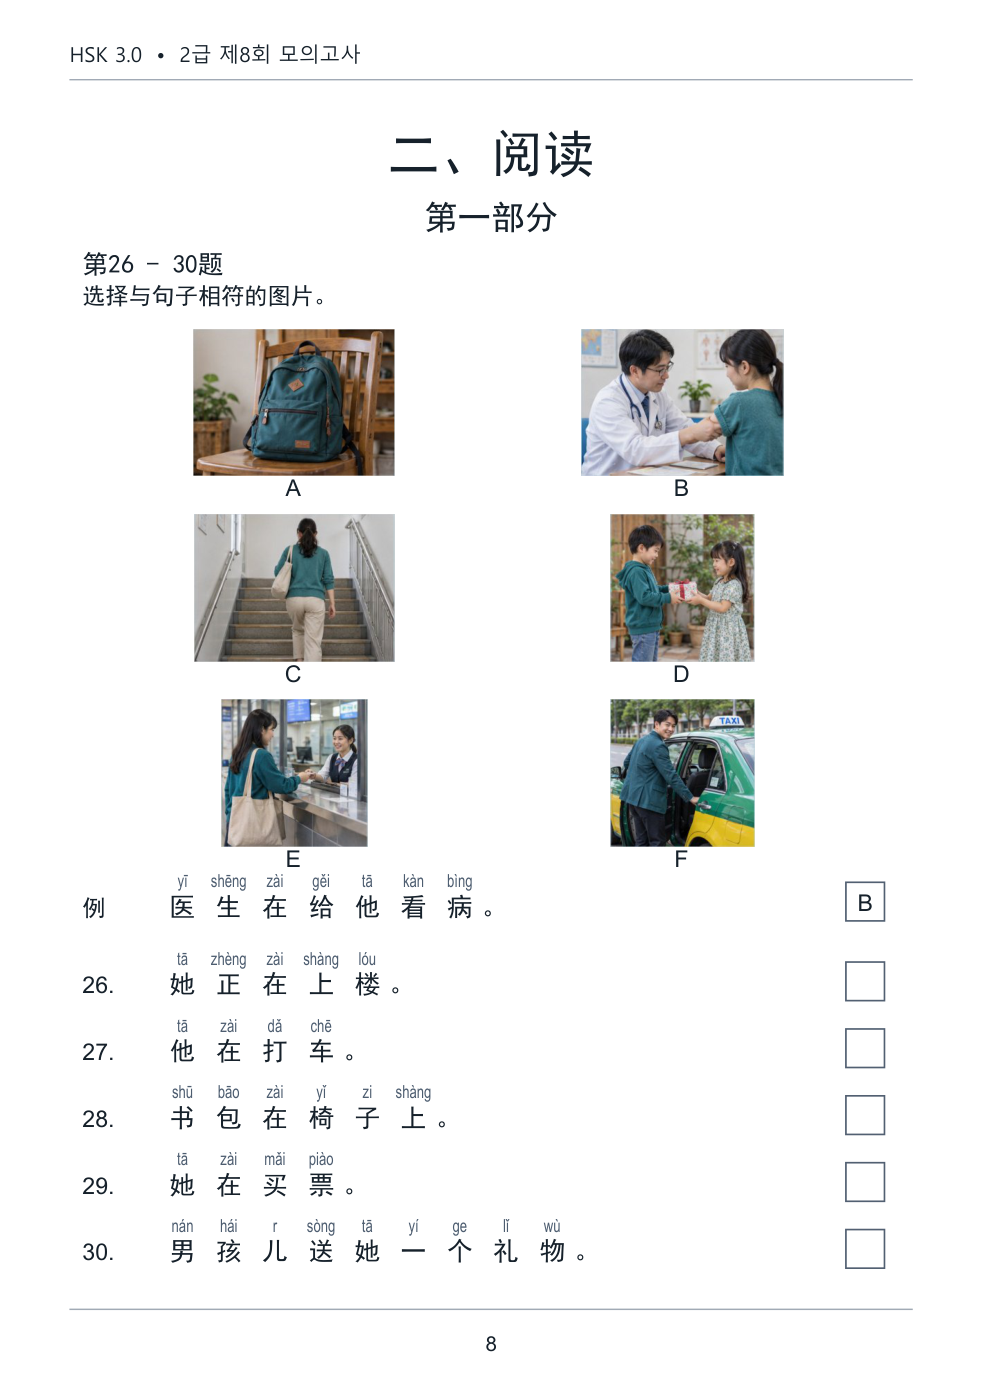 HSK 3.0 • 2급 제8회 모의고사
二、阅读
第一部分
第26 – 30题
选择与句子相符的图片。
A
B
C
D
TAXI
E
F
yī shēng zài gěi tā kàn bìng
例 医生在给他看病。 B
tā zhèng zài shàng lóu
26. 她正在上楼。
tā zài dǎ chē
27. 他在打车。
shū bāo zài yǐ zi shàng
28. 书包在椅子上。
tā zài mǎi piào
29. 她在买票。
nán hái r sòng tā yí ge lǐ wù
30. 男孩儿送她一个礼物。
8